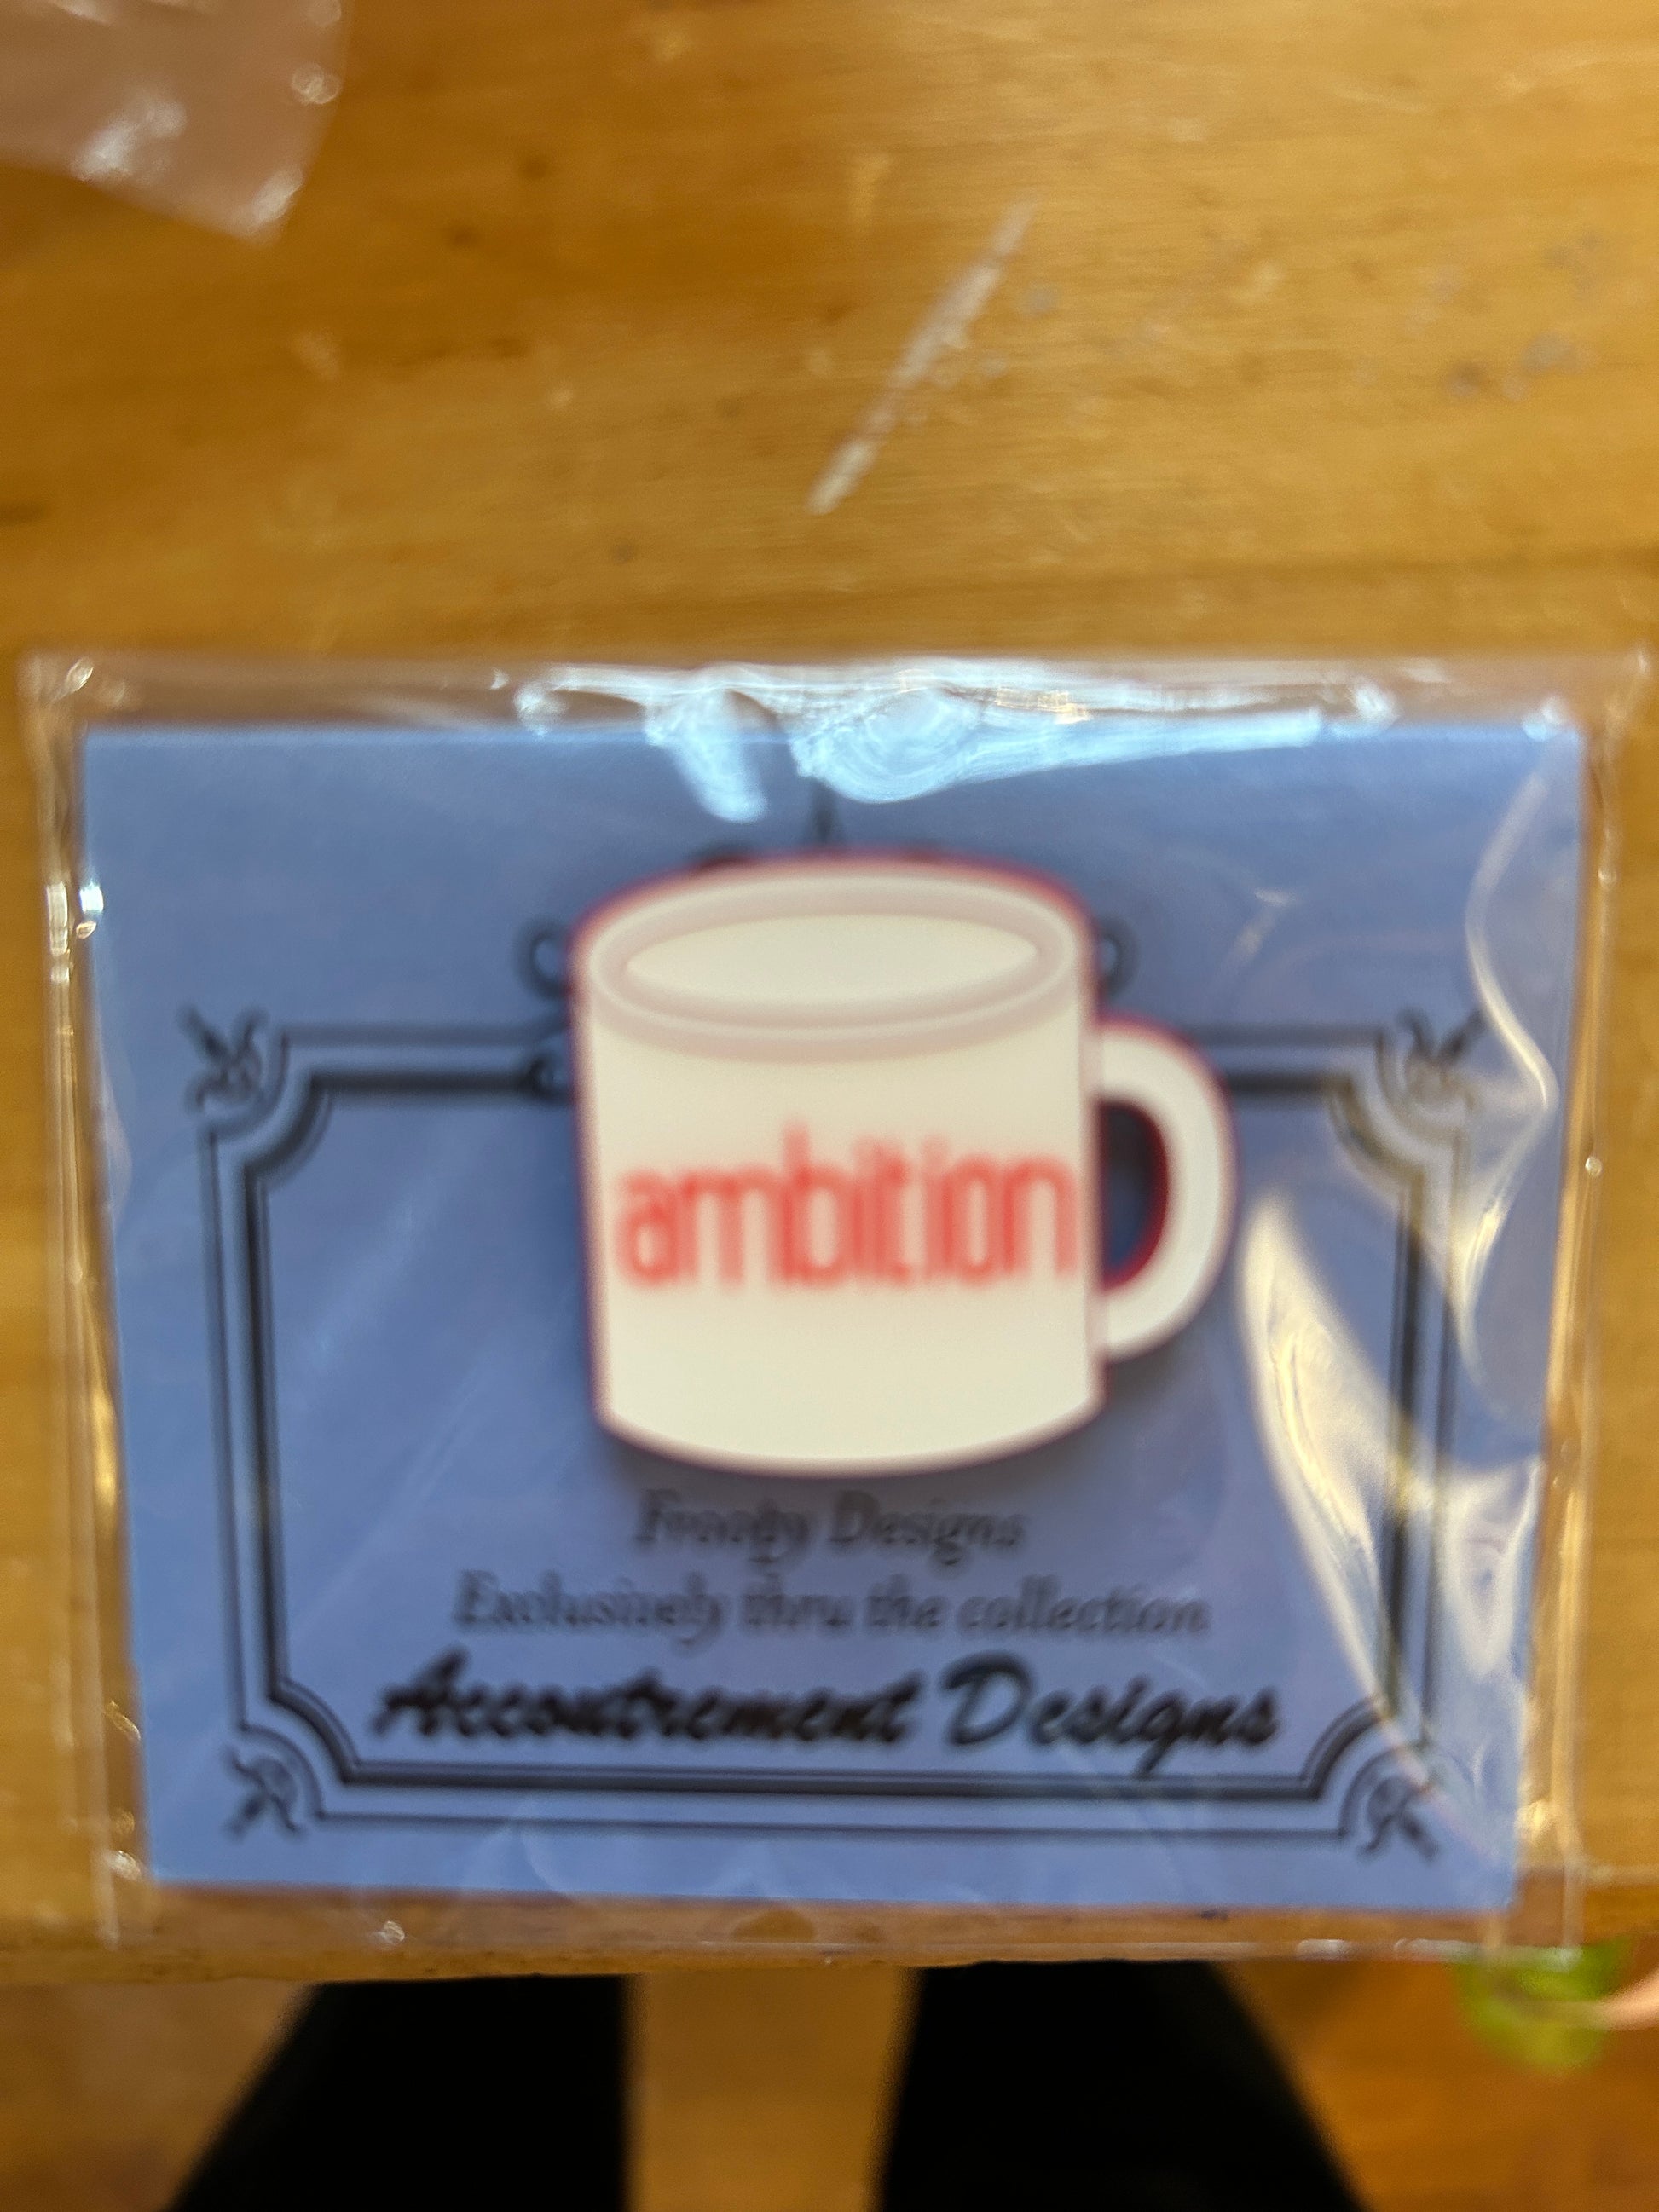 ambition
Designs
Exclusively thru the collection
Accoutrement Designs